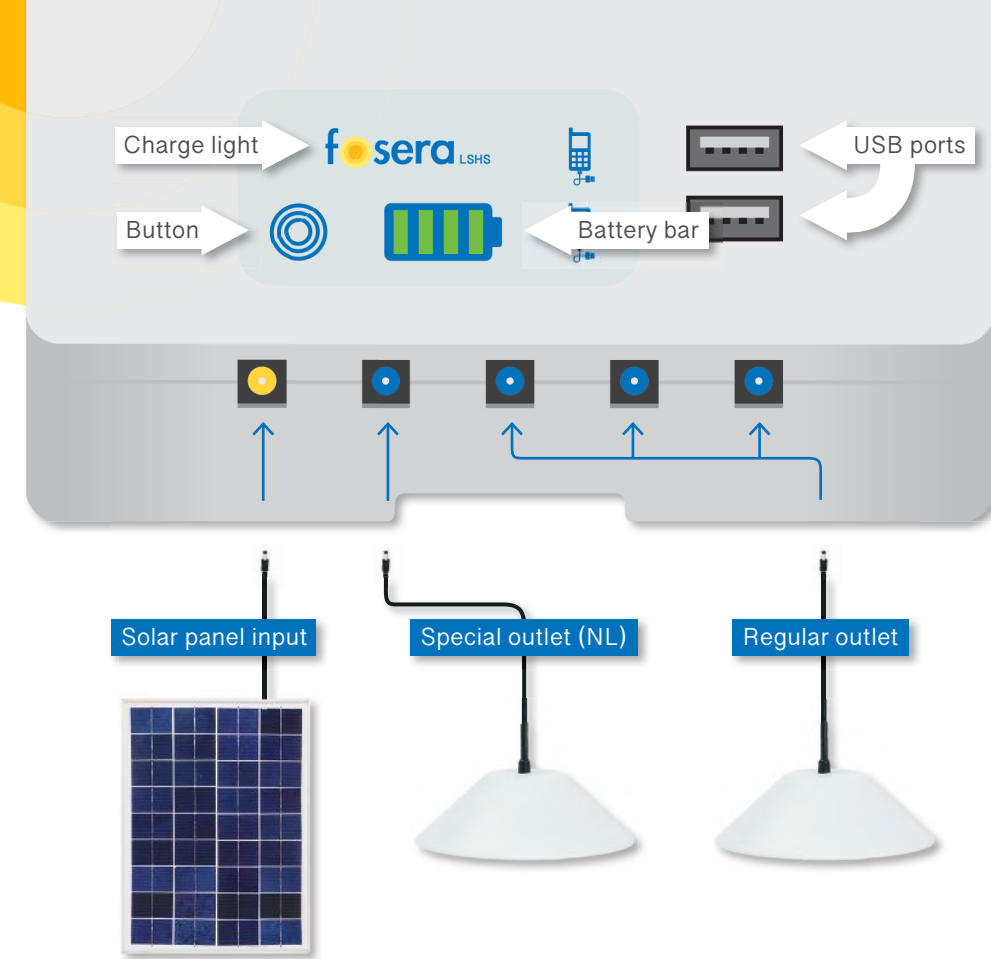 Charge light
fosera LSHS
USB ports
Button
Battery bar
Solar panel input
Special outlet (NL)
Regular outlet